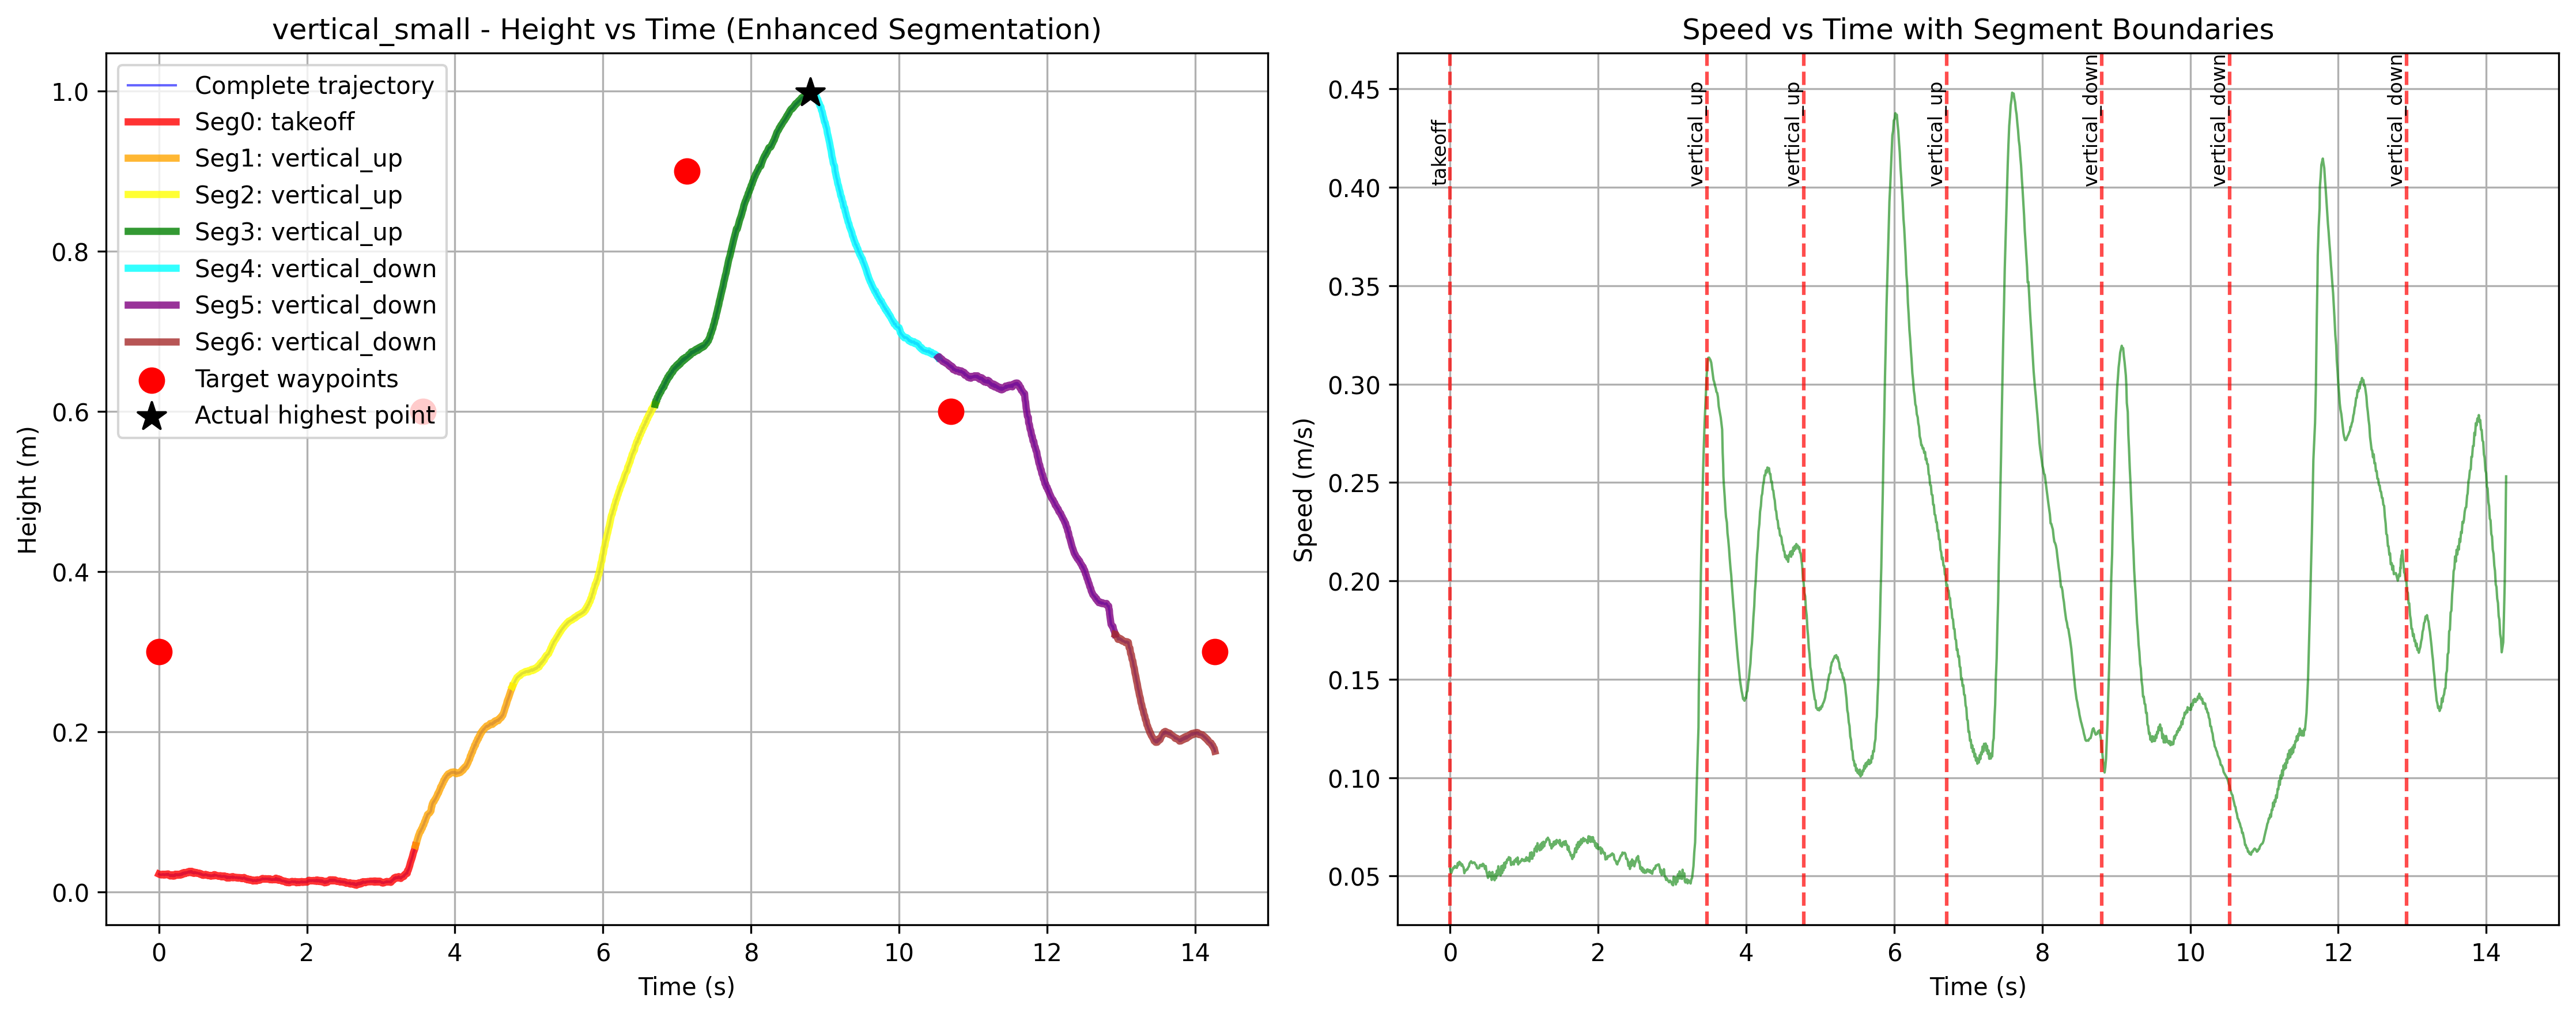 vertical_small - Height vs Time (Enhanced Segmentation)
Height (m)
1.0
0.8
0.6
0.4
0.2
0.0
Complete trajectory
Seg0: takeoff
Seg1: vertical_up
Seg2: vertical_up
Seg3: vertical_up
Seg4: vertical_down
Seg5: vertical_down
Seg6: vertical_down
Target waypoints
Actual highest point
0 2 4 6 8 10 12 14
Time (s)
Speed vs Time with Segment Boundaries
Speed (m/s)
0.45
0.40
0.35
0.30
0.25
0.20
0.15
0.10
0.05
takeoff
vertical_up
vertical_up
vertical_up
vertical_down
vertical_down
vertical_down
0 2 4 6 8 10 12 14
Time (s)